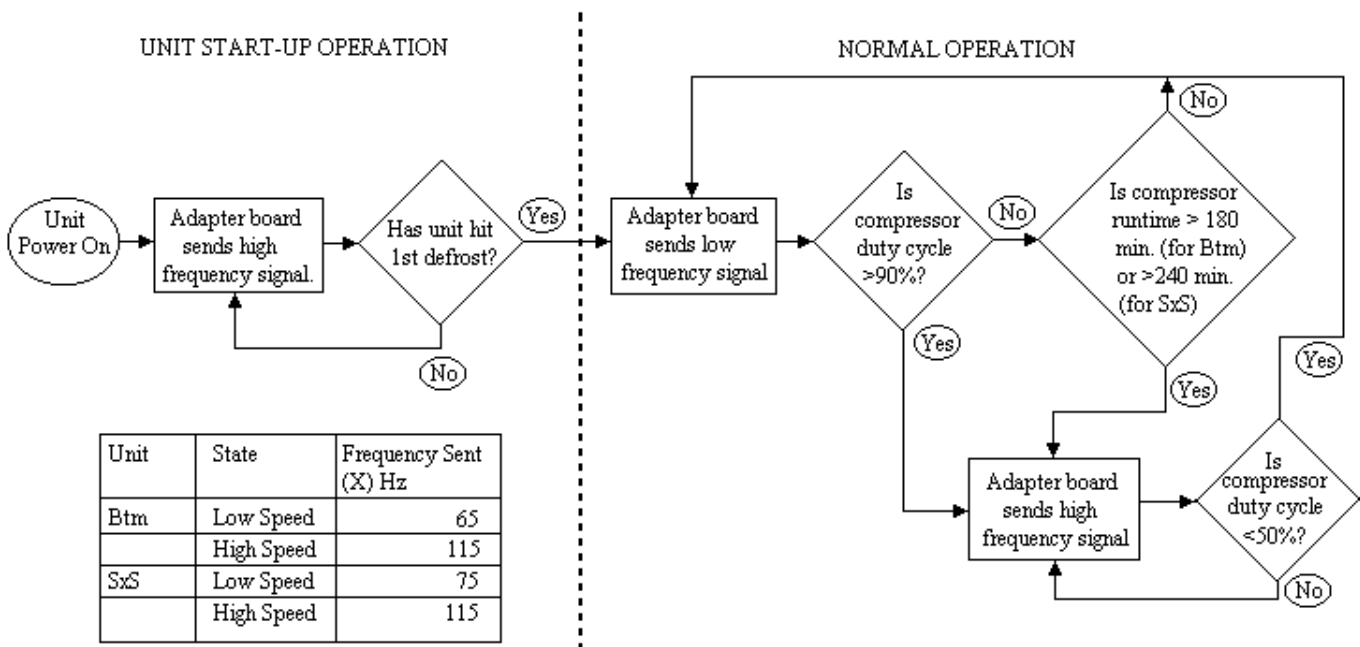 UNIT START-UP OPERATION
NORMAL OPERATION
Unit
Power On
Adapter board
sends high
frequency signal.
Has unit hit
1st defrost?
Yes
No
Adapter board
sends low
frequency signal
Is
compressor
duty cycle
>90%?
No
Yes
Is compressor
runtime > 180
min. (for Btm)
or >240 min.
(for SxS)
No
Yes
Adapter board
sends high
frequency signal
Is
compressor
duty cycle
<50%?
Yes
No
Unit State Frequency Sent
(X) Hz
Btm Low Speed 65
High Speed 115
SxS Low Speed 75
High Speed 115